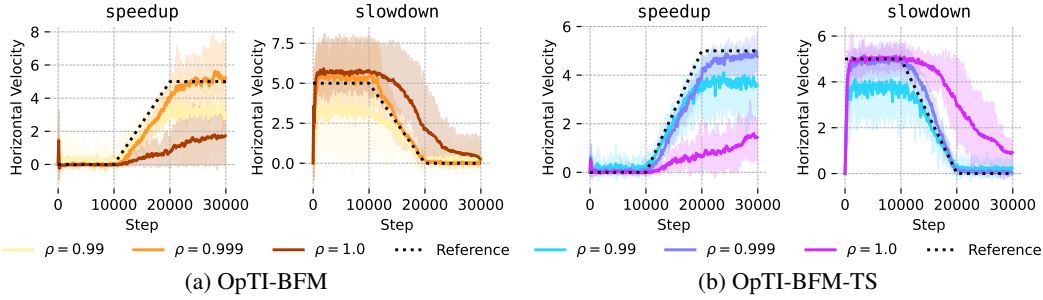 speedup
slowdown
speedup
slowdown
Horizontal Velocity
8
6
4
2
0
0
10000
20000
30000
Step
Horizontal Velocity
7.5
5.0
2.5
0.0
0
10000
20000
30000
Step
Horizontal Velocity
6
4
2
0
0
10000
20000
30000
Step
Horizontal Velocity
6
4
2
0
0
10000
20000
30000
Step
ρ = 0.99
ρ = 0.999
ρ = 1.0
Reference
ρ = 0.99
ρ = 0.999
ρ = 1.0
Reference
(a) OpTI-BFM
(b) OpTI-BFM-TS